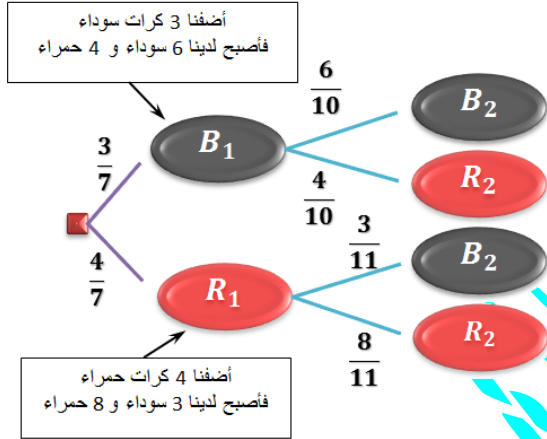 أضفنا 3 كرات سوداء
فأصبح لدينا 6 سوداء و 4 حمراء
6/10
B₂
3/7
B₁
4/10
R₂
3/11
B₂
4/7
R₁
8/11
R₂
أضفنا 4 كرات حمراء
فأصبح لدينا 3 سوداء و 8 حمراء